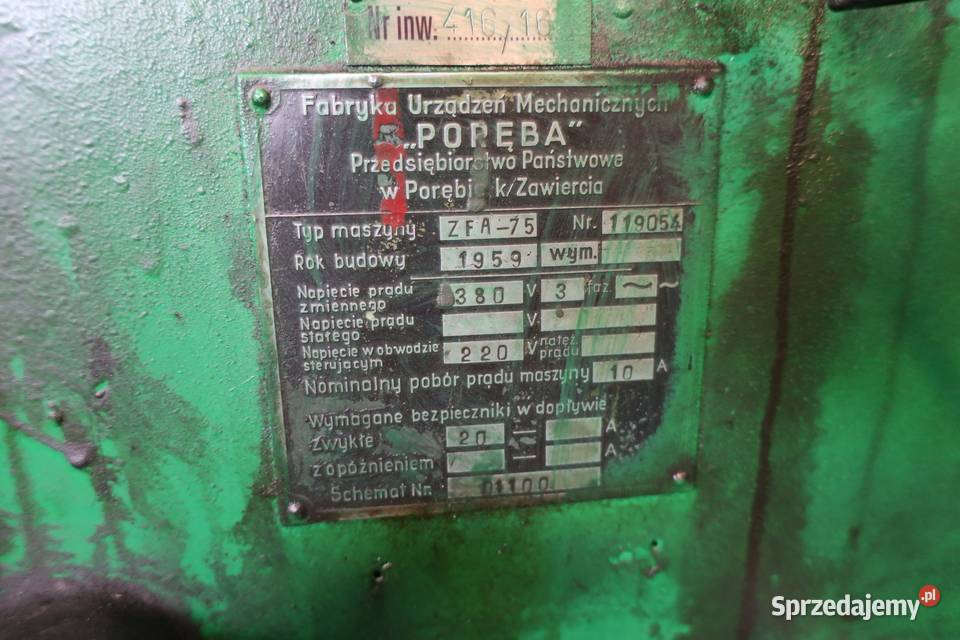 Nr inw. 416/16
Fabryka Urządzeń Mechanicznych
„PORĘBA”
Przedsiębiorstwo Państwowe
w Porębi k/Zawiercia
Typ maszyny ZFA-75 Nr. 119054
Rok budowy 1959 wym.
Napięcie prądu zmiennego 380 V 3 faz. ~ ~
Napięcie prądu stałego V.
Napięcie w obwodzie sterującym 220 V natęż. prądu
Nominalny pobór prądu maszyny 10 A
Wymagane bezpieczniki w dopływie
Zwykłe 20 — A
z opóźnieniem — A
Schemat Nr. 01100
Sprzedajemy.pl